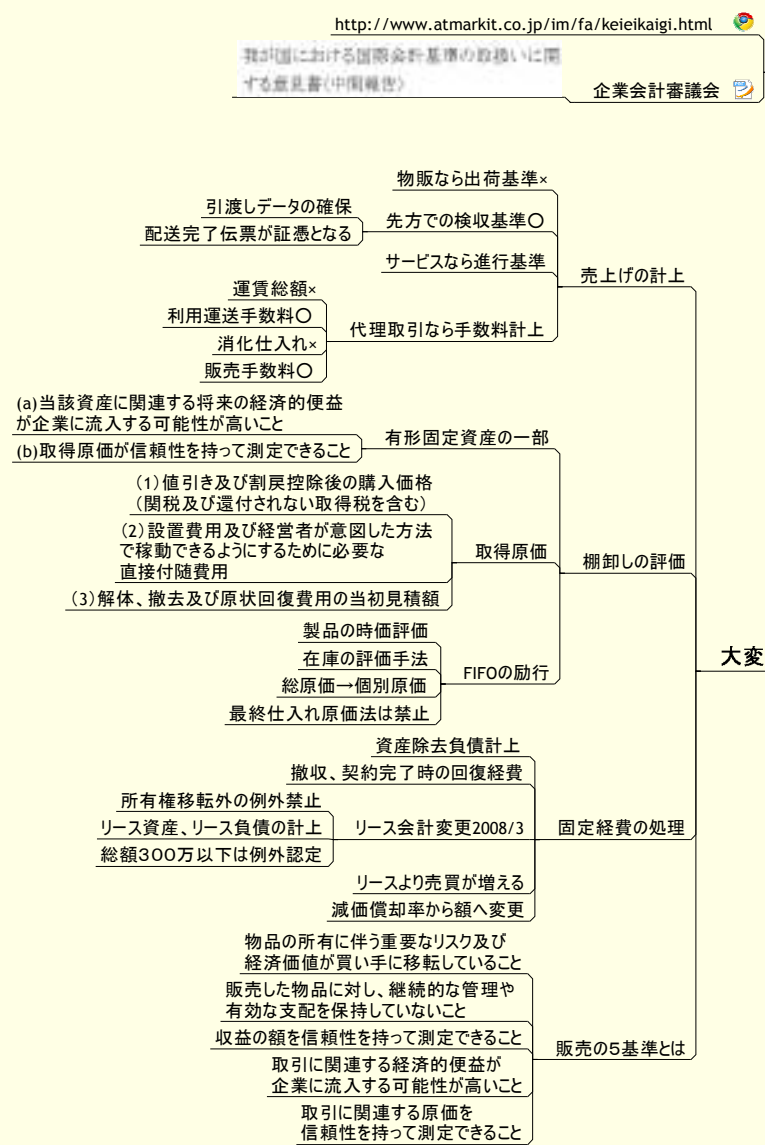 http://www.atmarkit.co.jp/im/fa/keieikaigi.html
我が国における国際会計基準の取扱いに関
する意見書(中間報告)
企業会計審議会
物販なら出荷基準×
引渡しデータの確保
配送完了伝票が証憑となる
先方での検収基準〇
サービスなら進行基準
売上げの計上
運賃総額×
利用運送手数料〇
消化仕入れ×
販売手数料〇
代理取引なら手数料計上
(a)当該資産に関連する将来の経済的便益
が企業に流入する可能性が高いこと
(b)取得原価が信頼性を持って測定できること
有形固定資産の一部
(1)値引き及び割戻控除後の購入価格
(関税及び還付されない取得税を含む)
(2)設置費用及び経営者が意図した方法
で稼動できるようにするために必要な
直接付随費用
(3)解体、撤去及び原状回復費用の当初見積額
取得原価
棚卸しの評価
製品の時価評価
在庫の評価手法
総原価→個別原価
最終仕入れ原価法は禁止
FIFOの励行
大変
資産除去負債計上
撤収、契約完了時の回復経費
所有権移転外の例外禁止
リース資産、リース負債の計上
総額300万以下は例外認定
リース会計変更2008/3
固定経費の処理
リースより売買が増える
減価償却率から額へ変更
物品の所有に伴う重要なリスク及び
経済価値が買い手に移転していること
販売した物品に対し、継続的な管理や
有効な支配を保持していないこと
収益の額を信頼性を持って測定できること
取引に関連する経済的便益が
企業に流入する可能性が高いこと
取引に関連する原価を
信頼性を持って測定できること
販売の5基準とは